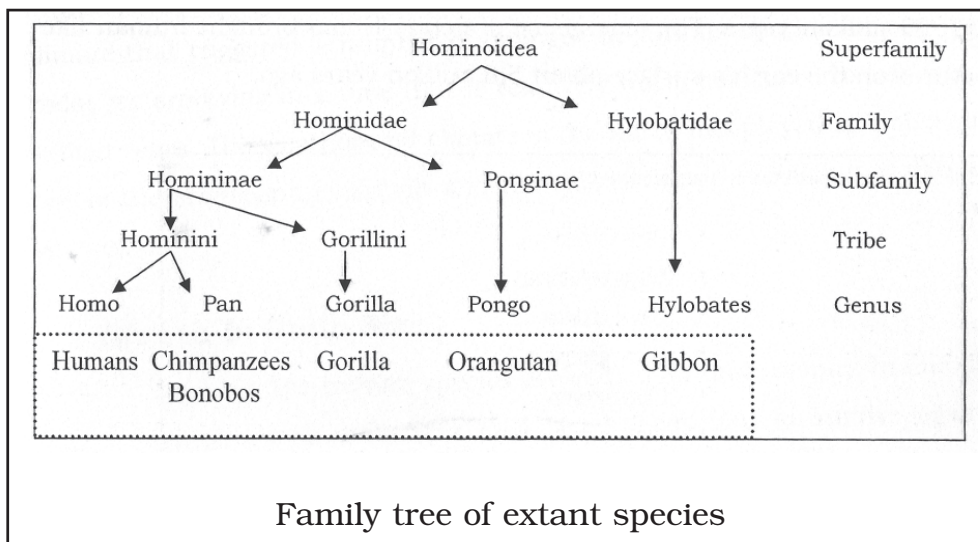 Hominoidea Superfamily
Hominidae Hylobatidae Family
Homininae Ponginae Subfamily
Hominini Gorillini Tribe
Homo Pan Gorilla Pongo Hylobates Genus
Humans Chimpanzees Gorilla Orangutan Gibbon
Bonobos
Family tree of extant species